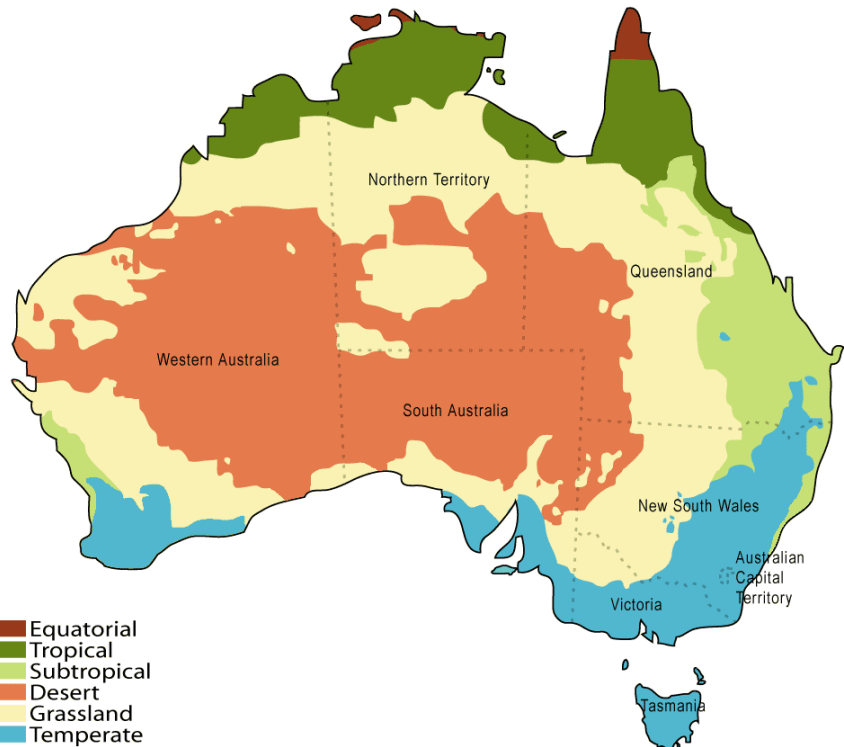 Northern Territory
Queensland
Western Australia
South Australia
New South Wales
Australian
Capital
Territory
Victoria
Tasmania
Equatorial
Tropical
Subtropical
Desert
Grassland
Temperate